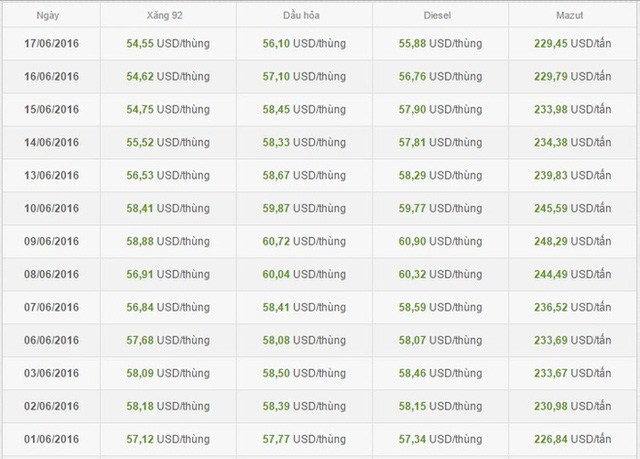 Ngày Xăng 92 Dầu hỏa Diesel Mazut
17/06/2016 54,55 USD/thùng 56,10 USD/thùng 55,88 USD/thùng 229,45 USD/tấn
16/06/2016 54,62 USD/thùng 57,10 USD/thùng 56,76 USD/thùng 229,79 USD/tấn
15/06/2016 54,75 USD/thùng 58,45 USD/thùng 57,90 USD/thùng 233,98 USD/tấn
14/06/2016 55,52 USD/thùng 58,33 USD/thùng 57,81 USD/thùng 234,38 USD/tấn
13/06/2016 56,53 USD/thùng 58,67 USD/thùng 58,29 USD/thùng 239,83 USD/tấn
10/06/2016 58,41 USD/thùng 59,87 USD/thùng 59,77 USD/thùng 245,59 USD/tấn
09/06/2016 58,88 USD/thùng 60,72 USD/thùng 60,90 USD/thùng 248,29 USD/tấn
08/06/2016 56,91 USD/thùng 60,04 USD/thùng 60,32 USD/thùng 244,49 USD/tấn
07/06/2016 56,84 USD/thùng 58,41 USD/thùng 58,59 USD/thùng 236,52 USD/tấn
06/06/2016 57,68 USD/thùng 58,08 USD/thùng 58,07 USD/thùng 233,69 USD/tấn
03/06/2016 58,09 USD/thùng 58,50 USD/thùng 58,46 USD/thùng 233,67 USD/tấn
02/06/2016 58,18 USD/thùng 58,39 USD/thùng 58,15 USD/thùng 230,98 USD/tấn
01/06/2016 57,12 USD/thùng 57,77 USD/thùng 57,34 USD/thùng 226,84 USD/tấn